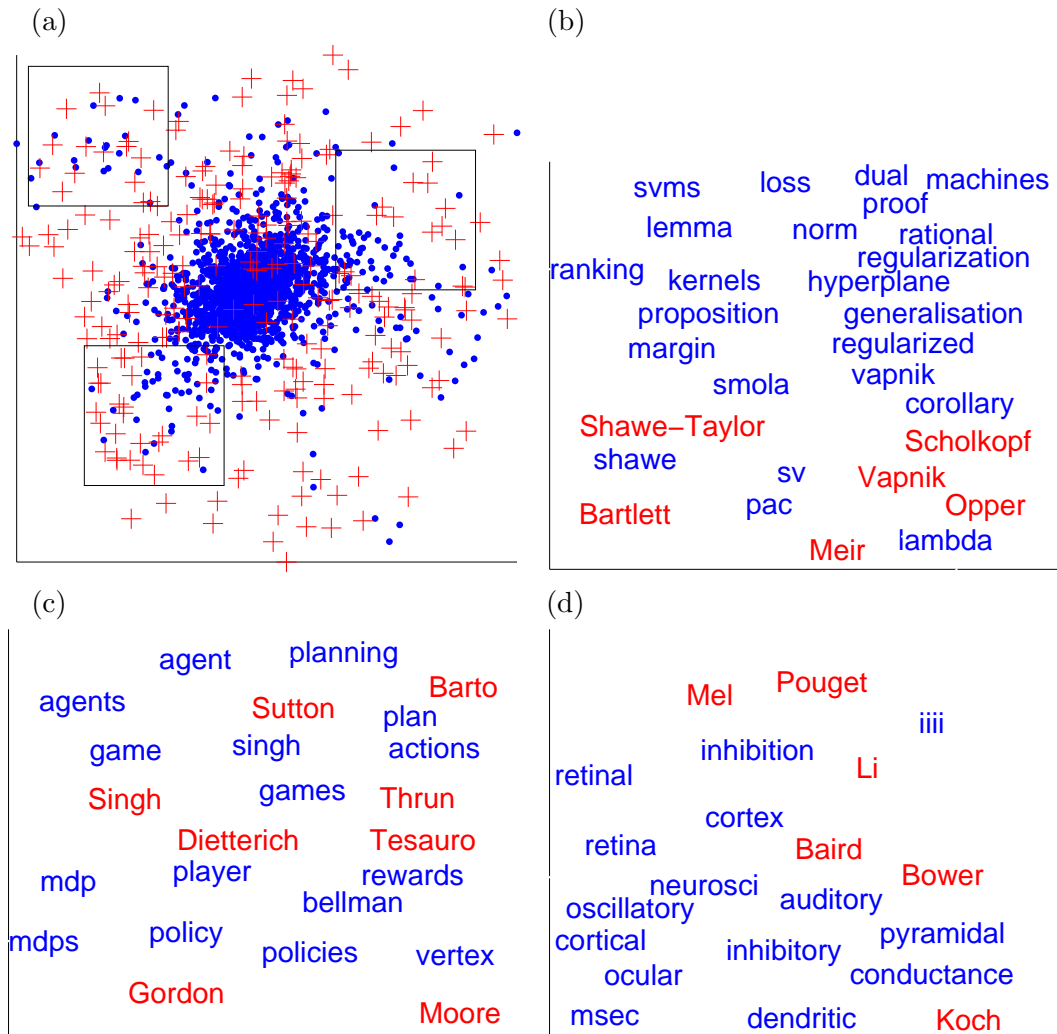 (a)
(b)
svms loss dual machines
proof
lemma norm rational
regularization
ranking kernels hyperplane
proposition generalisation
margin regularized
smola vapnik
corollary
Shawe–Taylor Scholkopf
shawe sv Vapnik
Bartlett pac Opper
Meir lambda
(c)
agent planning
agents Sutton Barto
plan
game singh actions
Singh games Thrun
Dietterich Tesauro
mdp player rewards
bellman
mdps policy policies vertex
Gordon
Moore
(d)
Mel Pouget
iiii
inhibition
retinal Li
cortex
retina Baird
neurosci Bower
oscillatory auditory
cortical inhibitory pyramidal
ocular conductance
msec dendritic Koch